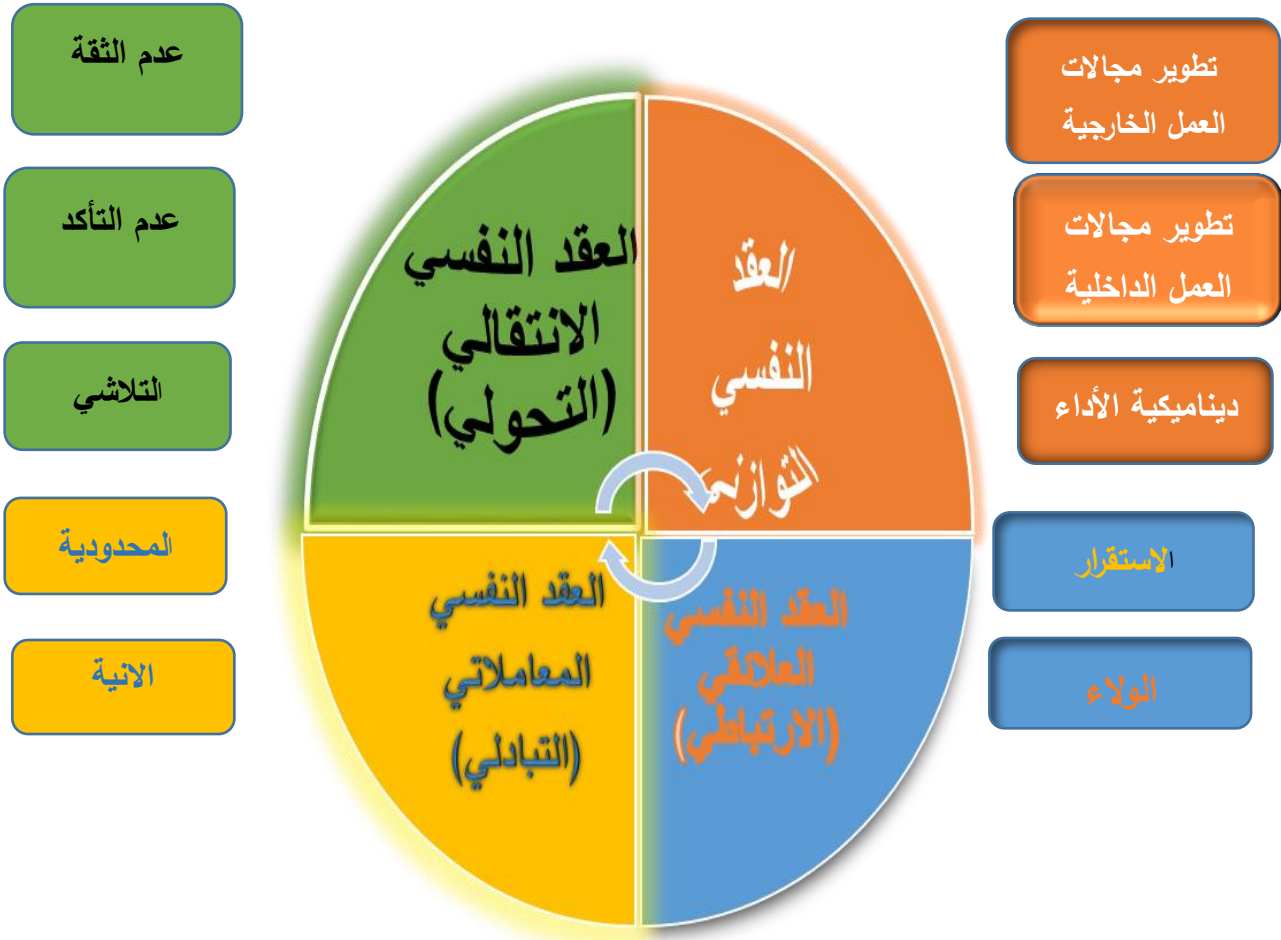 تطوير مجالات
العمل الخارجية
تطوير مجالات
العمل الداخلية
ديناميكية الأداء
الاستقرار
الولاء
العقد
النفسي
التوازني
العقد النفسي
العلائقي
(الارتباطي)
العقد النفسي
الانتقالي
(التحولي)
العقد النفسي
المعاملاتي
(التبادلي)
عدم الثقة
عدم التأكد
التلاشي
المحدودية
الانية